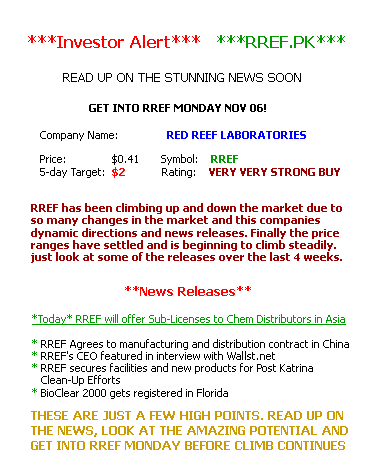 ***Investor Alert***   ***RREF.PK***
READ UP ON THE STUNNING NEWS SOON
GET INTO RREF MONDAY NOV 06!
Company Name: RED REEF LABORATORIES
Price: $0.41 Symbol: RREF
5-day Target: $2 Rating: VERY VERY STRONG BUY
RREF has been climbing up and down the market due to
so many changes in the market and this companies
dynamic directions and news releases. Finally the price
ranges have settled and is beginning to climb steadily.
just look at some of the releases over the last 4 weeks.
**News Releases**
*Today* RREF will offer Sub-Licenses to Chem Distributors in Asia
* RREF Agrees to manufacturing and distribution contract in China
* RREF's CEO featured in interview with Wallst.net
* RREF secures facilities and new products for Post Katrina
Clean-Up Efforts
* BioClear 2000 gets registered in Florida
THESE ARE JUST A FEW HIGH POINTS. READ UP ON
THE NEWS, LOOK AT THE AMAZING POTENTIAL AND
GET INTO RREF MONDAY BEFORE CLIMB CONTINUES